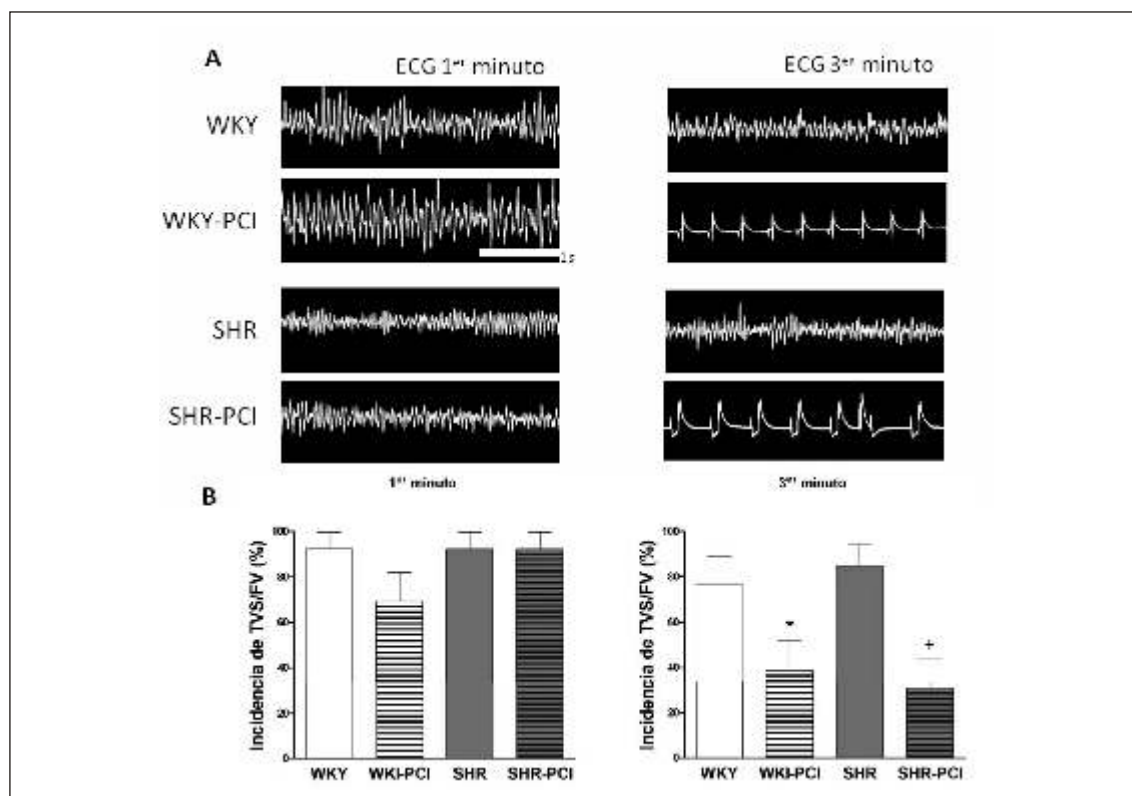 A
ECG 1er minuto
ECG 3er minuto
WKY
WKY-PCI
1s
SHR
SHR-PCI
1er minuto
3er minuto
B
Incidencia de TVS/FV (%)
100
80
60
40
20
0
WKY
WKI-PCI
SHR
SHR-PCI
Incidencia de TVS/FV (%)
100
80
60
40
20
0
*
+
WKY
WKI-PCI
SHR
SHR-PCI